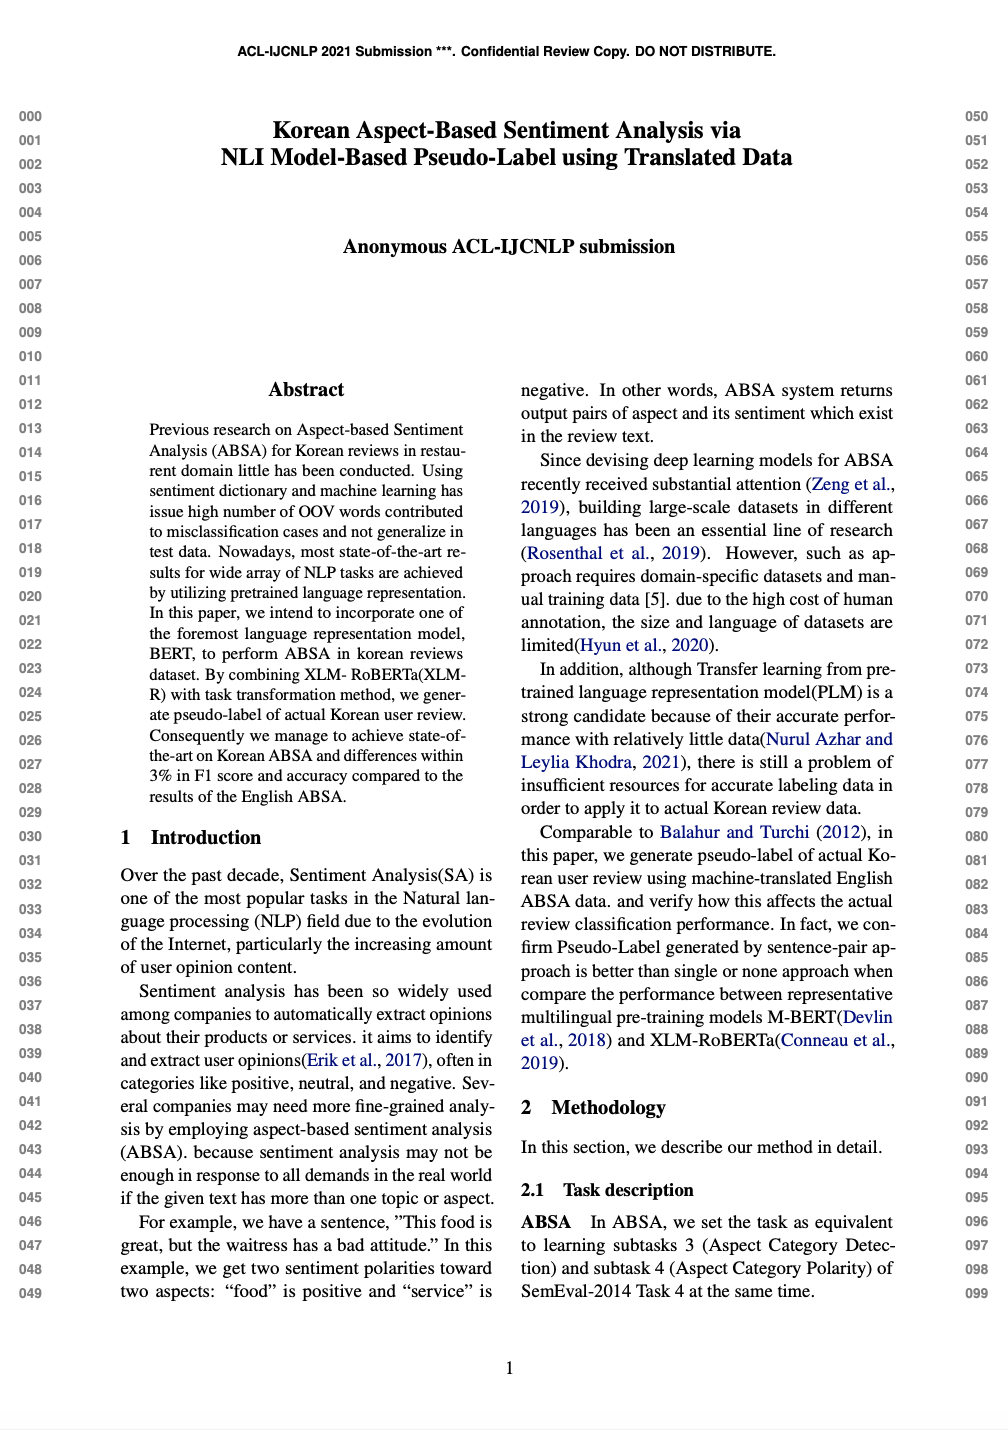 ACL-IJCNLP 2021 Submission ***. Confidential Review Copy. DO NOT DISTRIBUTE.
Korean Aspect-Based Sentiment Analysis via
NLI Model-Based Pseudo-Label using Translated Data
Anonymous ACL-IJCNLP submission
000
001
002
003
004
005
006
007
008
009
010
011
012
013
014
015
016
017
018
019
020
021
022
023
024
025
026
027
028
029
030
031
032
033
034
035
036
037
038
039
040
041
042
043
044
045
046
047
048
049
Abstract
Previous research on Aspect-based Sentiment
Analysis (ABSA) for Korean reviews in restau-
rent domain little has been conducted. Using
sentiment dictionary and machine learning has
issue high number of OOV words contributed
to misclassification cases and not generalize in
test data. Nowadays, most state-of-the-art re-
sults for wide array of NLP tasks are achieved
by utilizing pretrained language representation.
In this paper, we intend to incorporate one of
the foremost language representation model,
BERT, to perform ABSA in korean reviews
dataset. By combining XLM- RoBERTa(XLM-
R) with task transformation method, we gener-
ate pseudo-label of actual Korean user review.
Consequently we manage to achieve state-of-
the-art on Korean ABSA and differences within
3% in F1 score and accuracy compared to the
results of the English ABSA.
1 Introduction
Over the past decade, Sentiment Analysis(SA) is
one of the most popular tasks in the Natural lan-
guage processing (NLP) field due to the evolution
of the Internet, particularly the increasing amount
of user opinion content.
Sentiment analysis has been so widely used
among companies to automatically extract opinions
about their products or services. it aims to identify
and extract user opinions(Erik et al., 2017), often in
categories like positive, neutral, and negative. Sev-
eral companies may need more fine-grained analy-
sis by employing aspect-based sentiment analysis
(ABSA). because sentiment analysis may not be
enough in response to all demands in the real world
if the given text has more than one topic or aspect.
For example, we have a sentence, ”This food is
great, but the waitress has a bad attitude.” In this
example, we get two sentiment polarities toward
two aspects: “food” is positive and “service” is
negative. In other words, ABSA system returns
output pairs of aspect and its sentiment which exist
in the review text.
Since devising deep learning models for ABSA
recently received substantial attention (Zeng et al.,
2019), building large-scale datasets in different
languages has been an essential line of research
(Rosenthal et al., 2019). However, such as ap-
proach requires domain-specific datasets and man-
ual training data [5]. due to the high cost of human
annotation, the size and language of datasets are
limited(Hyun et al., 2020).
In addition, although Transfer learning from pre-
trained language representation model(PLM) is a
strong candidate because of their accurate perfor-
mance with relatively little data(Nurul Azhar and
Leylia Khodra, 2021), there is still a problem of
insufficient resources for accurate labeling data in
order to apply it to actual Korean review data.
Comparable to Balahur and Turchi (2012), in
this paper, we generate pseudo-label of actual Ko-
rean user review using machine-translated English
ABSA data. and verify how this affects the actual
review classification performance. In fact, we con-
firm Pseudo-Label generated by sentence-pair ap-
proach is better than single or none approach when
compare the performance between representative
multilingual pre-training models M-BERT(Devlin
et al., 2018) and XLM-RoBERTa(Conneau et al.,
2019).
2 Methodology
In this section, we describe our method in detail.
2.1 Task description
ABSA In ABSA, we set the task as equivalent
to learning subtasks 3 (Aspect Category Detec-
tion) and subtask 4 (Aspect Category Polarity) of
SemEval-2014 Task 4 at the same time.
050
051
052
053
054
055
056
057
058
059
060
061
062
063
064
065
066
067
068
069
070
071
072
073
074
075
076
077
078
079
080
081
082
083
084
085
086
087
088
089
090
091
092
093
094
095
096
097
098
099
1